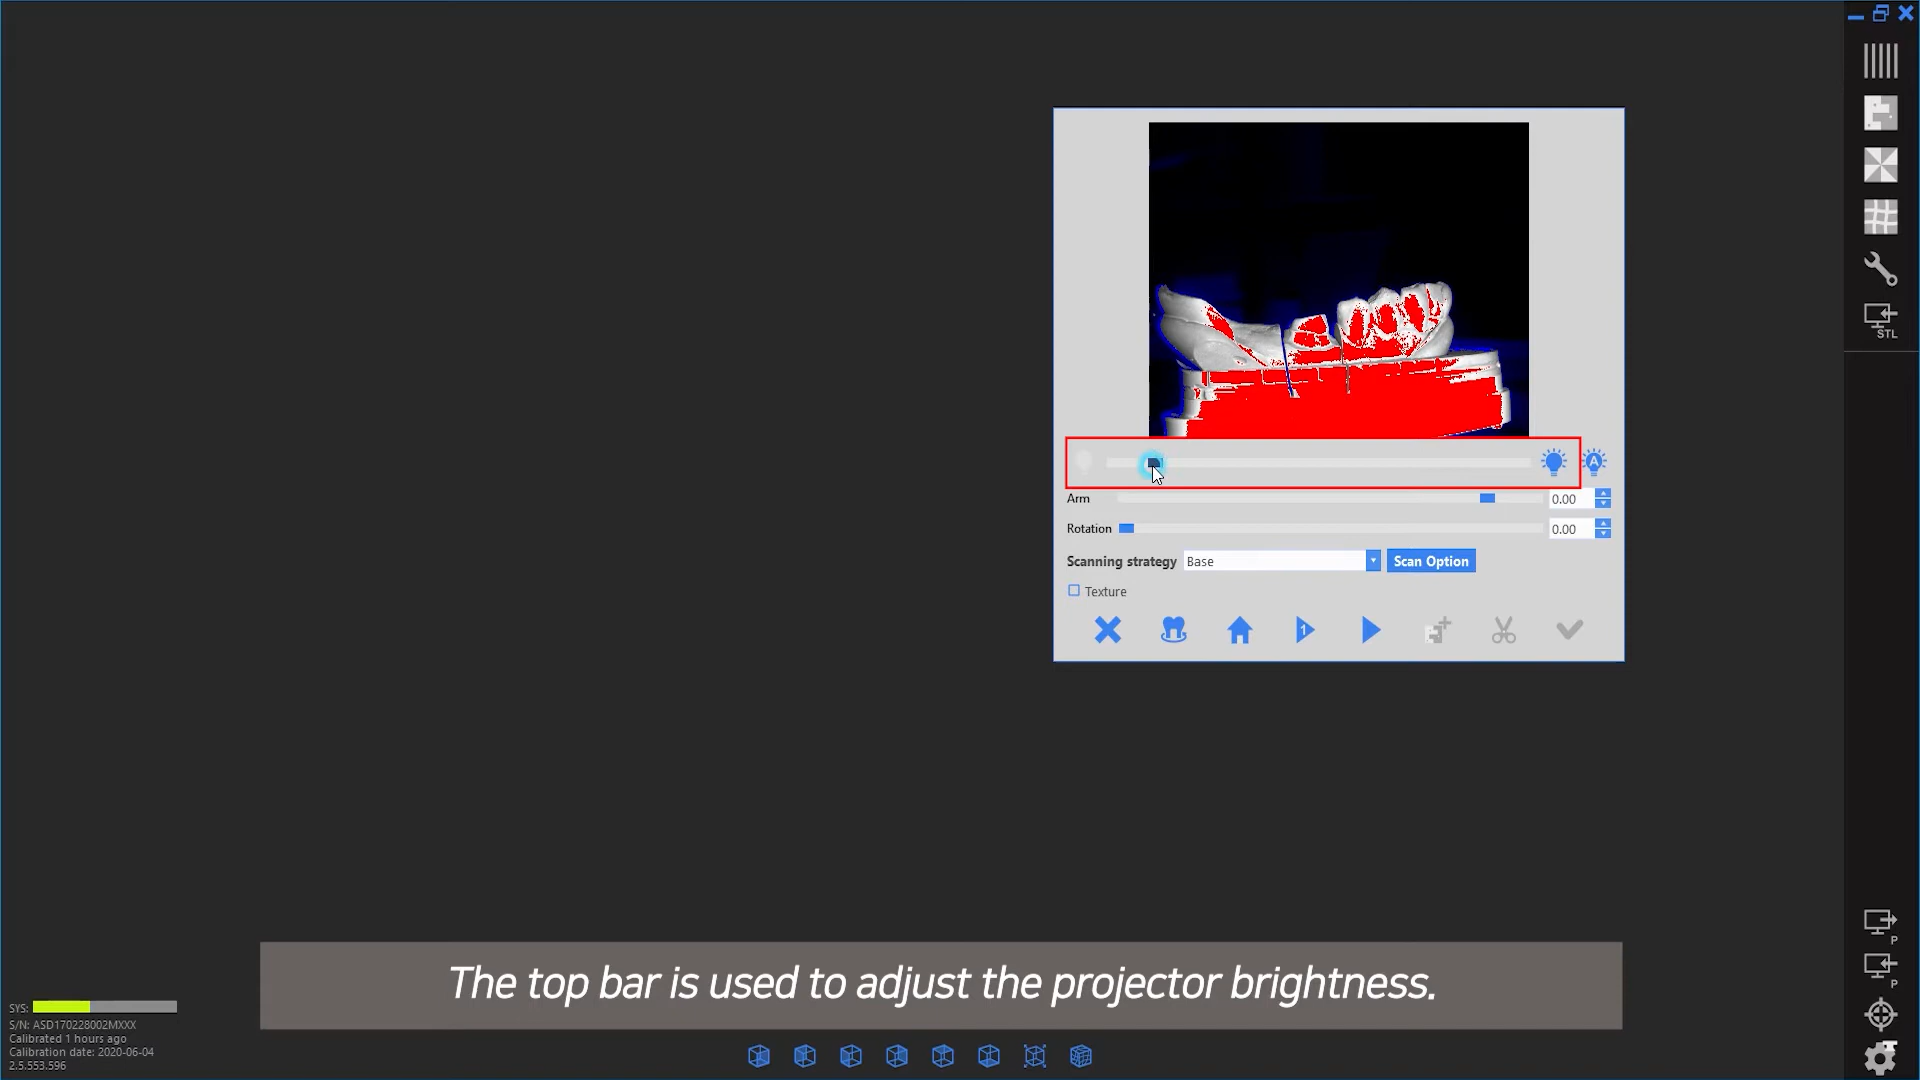 STL
A
Arm
0.00
Rotation
0.00
Scanning strategy
Base
Scan Option
Texture
1
P
P
The top bar is used to adjust the projector brightness.
SYS:
S/N: ASD170228002MXXX
Calibrated 1 hours ago
Calibration date: 2020-06-04
2.5.553.596
T